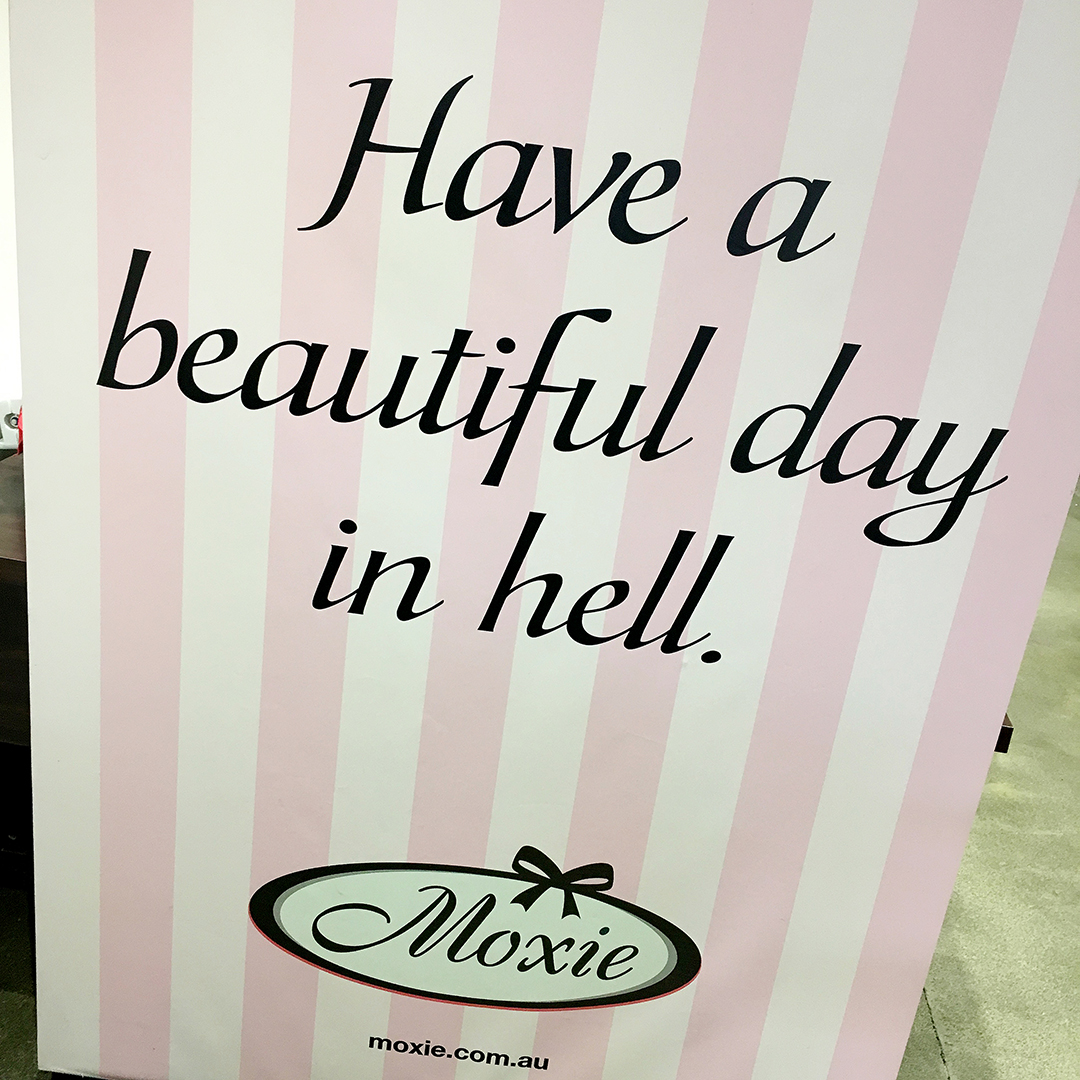 Have a
beautiful day
in hell.
Moxie
moxie.com.au